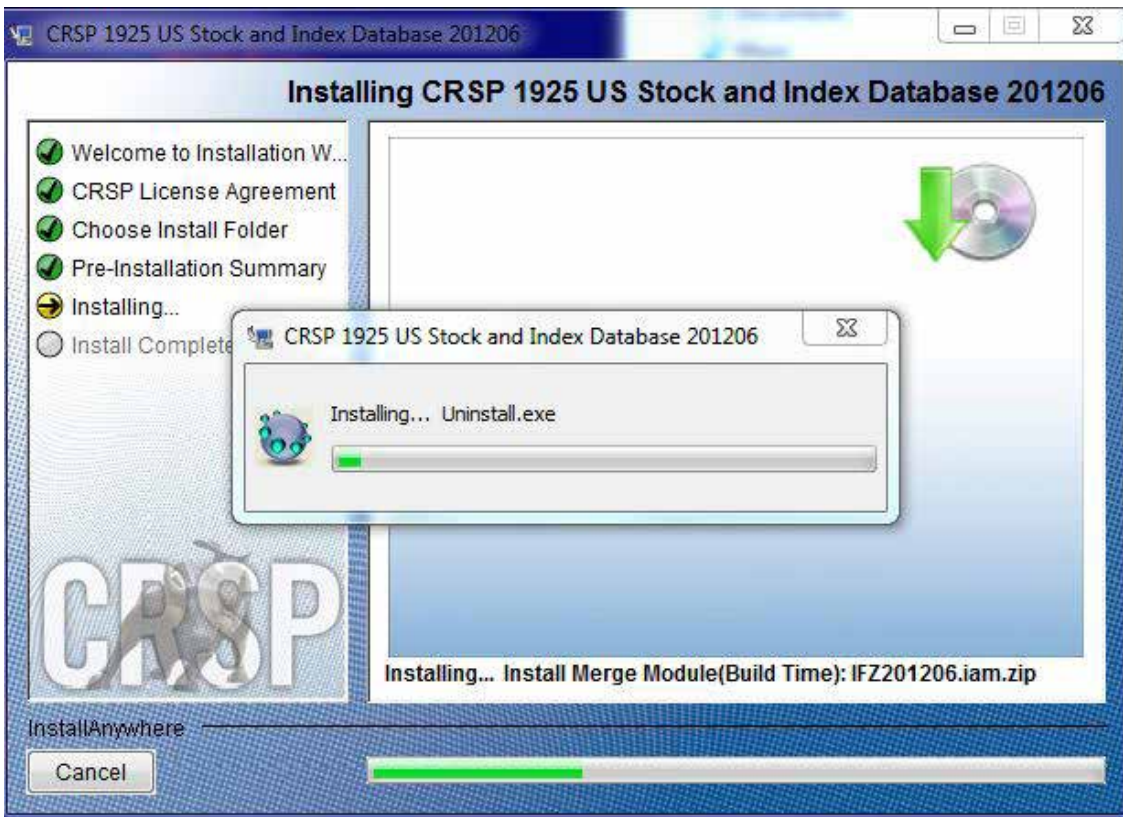 CRSP 1925 US Stock and Index Database 201206
Installing CRSP 1925 US Stock and Index Database 201206
Welcome to Installation W...
CRSP License Agreement
Choose Install Folder
Pre-Installation Summary
Installing...
Install Complete
CRSP 1925 US Stock and Index Database 201206
Installing... Uninstall.exe
CRSP
Installing... Install Merge Module(Build Time): IFZ201206.iam.zip
InstallAnywhere
Cancel